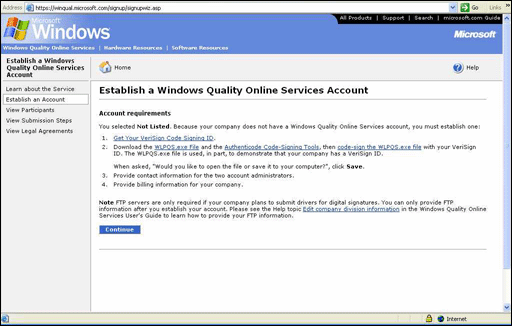 Address https://winqual.microsoft.com/signup/signupwiz.asp Go Links
All Products | Support | Search | microsoft.com Guide
Microsoft
Windows
Microsoft
Windows Quality Online Services | Hardware Resources | Software Resources
Establish a Windows
Quality Online Services
Account
Learn about the Service
Establish an Account
View Participants
View Submission Steps
View Legal Agreements
Home
Help
Establish a Windows Quality Online Services Account
Account requirements
You selected Not Listed. Because your company does not have a Windows Quality Online Services account, you must establish one:
1. Get Your VeriSign Code Signing ID.
2. Download the WLPQS.exe file and the Authenticode Code-Signing Tools, then code-sign the WLPQS.exe file with your VeriSign
ID. The WLPQS.exe file is used, in part, to demonstrate that your company has a VeriSign ID.
When asked, "Would you like to open the file or save it to your computer?", click Save.
3. Provide contact information for the two account administrators.
4. Provide billing information for your company.
Note FTP servers are only required if your company plans to submit drivers for digital signatures. You can only provide FTP
information after you establish your account. Please see the Help topic Edit company division information in the Windows Quality Online
Services User's Guide to learn how to provide your FTP information.
Continue
Internet